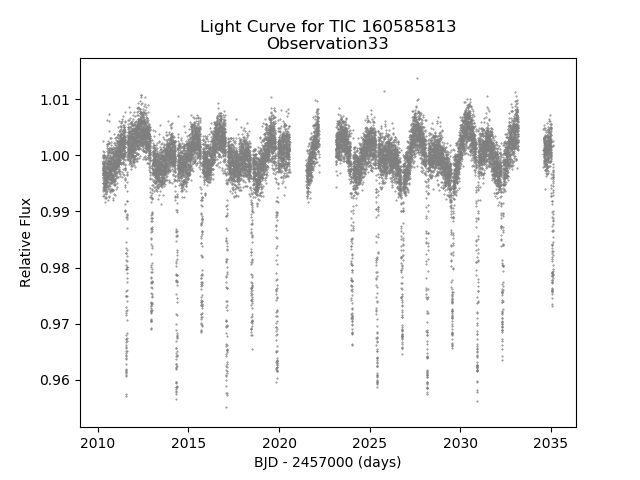 Light Curve for TIC 160585813
Observation33
1.01
1.00
0.99
0.98
0.97
0.96
Relative Flux
2010 2015 2020 2025 2030 2035
BJD - 2457000 (days)